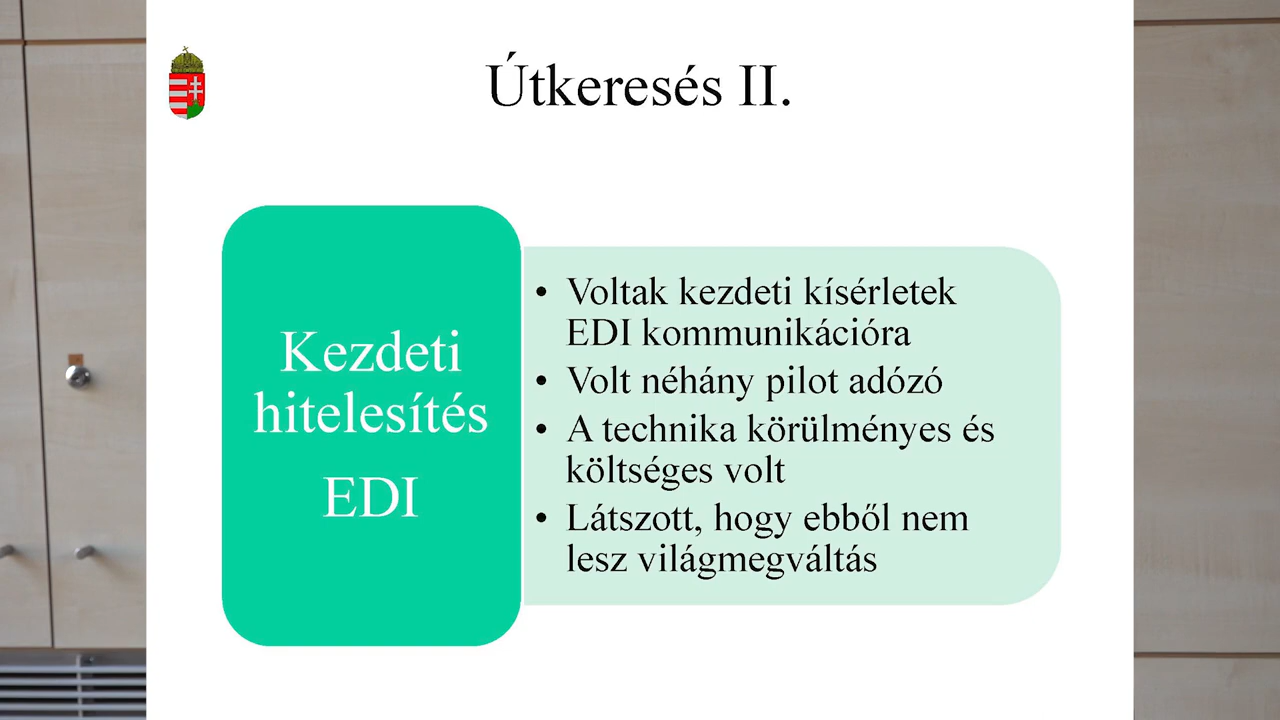 Útkeresés II.
Kezdeti
hitelesítés
EDI
• Voltak kezdeti kísérletek
EDI kommunikációra
• Volt néhány pilot adózó
• A technika körülményes és
költséges volt
• Látszott, hogy ebből nem
lesz világmegváltás